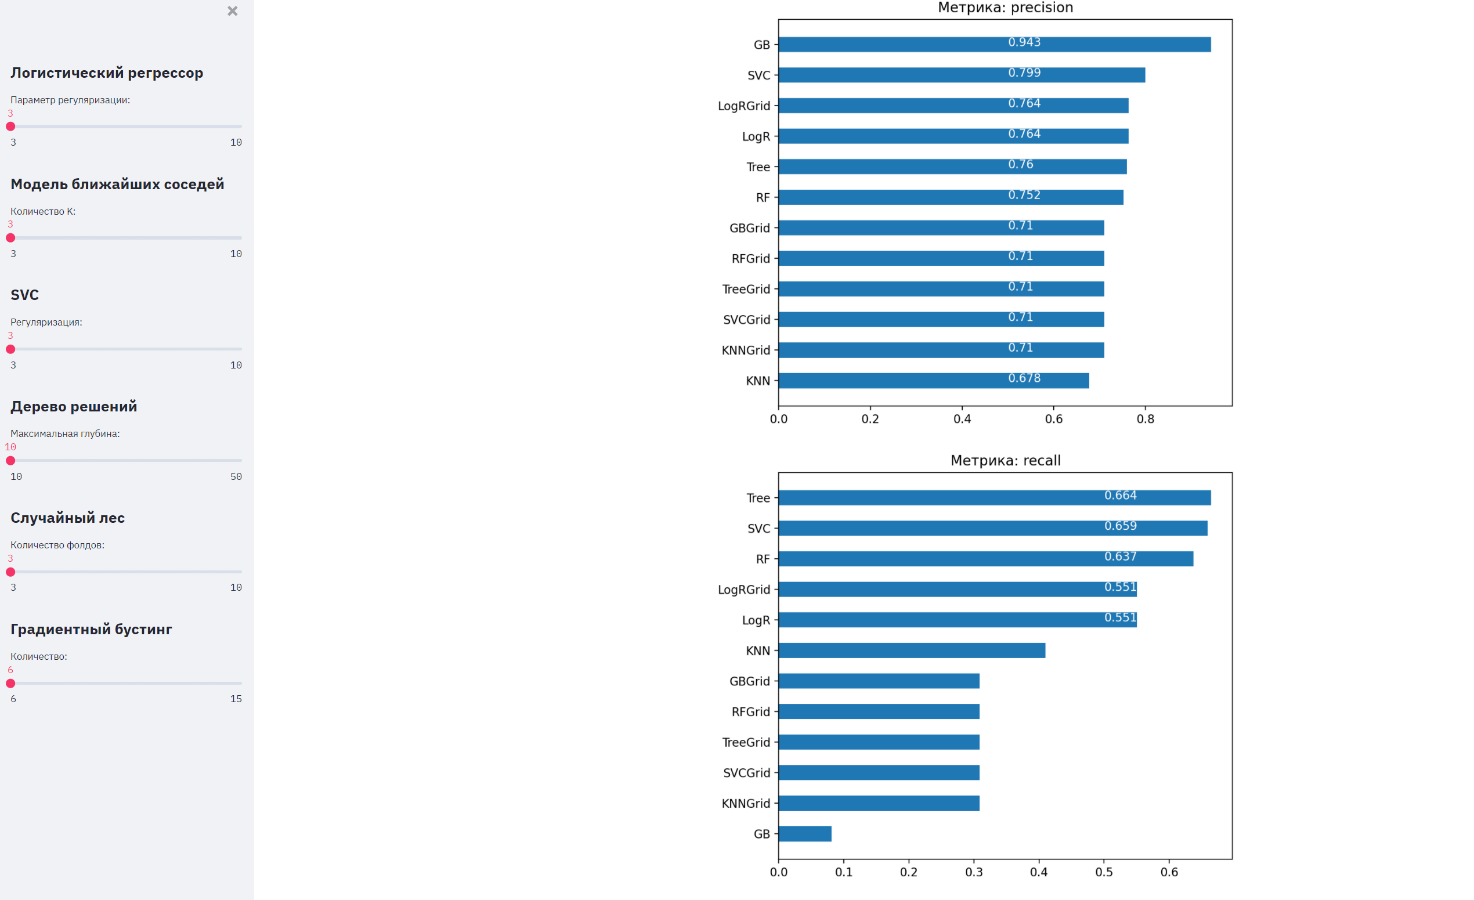 ×
Логистический регрессор
Параметр регуляризации:
3
3 10
Модель ближайших соседей
Количество K:
3
3 10
SVC
Регуляризация:
3
3 10
Дерево решений
Максимальная глубина:
10
10 50
Случайный лес
Количество фолдов:
3
3 10
Градиентный бустинг
Количество:
6
6 15
Метрика: precision
GB 0.943
SVC 0.799
LogRGrid 0.764
LogR 0.764
Tree 0.76
RF 0.752
GBGrid 0.71
RFGrid 0.71
TreeGrid 0.71
SVCGrid 0.71
KNNGrid 0.71
KNN 0.678
0.0 0.2 0.4 0.6 0.8
Метрика: recall
Tree 0.664
SVC 0.659
RF 0.637
LogRGrid 0.551
LogR 0.551
KNN
GBGrid
RFGrid
TreeGrid
SVCGrid
KNNGrid
GB
0.0 0.1 0.2 0.3 0.4 0.5 0.6